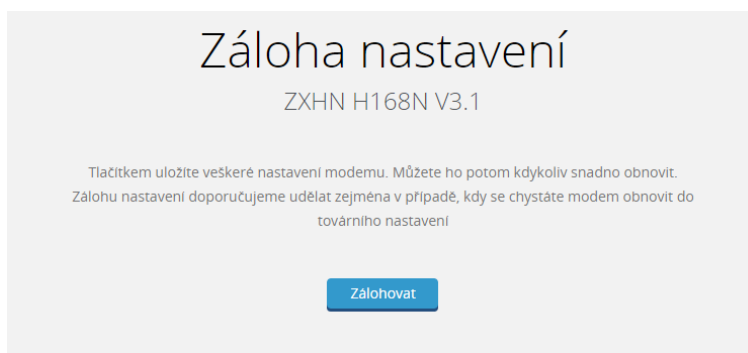 Záloha nastavení
ZXHN H168N V3.1
Tlačítkem uložíte veškeré nastavení modemu. Můžete ho potom kdykoliv snadno obnovit.
Zálohu nastavení doporučujeme udělat zejména v případě, kdy se chystáte modem obnovit do
továrního nastavení
Zálohovat